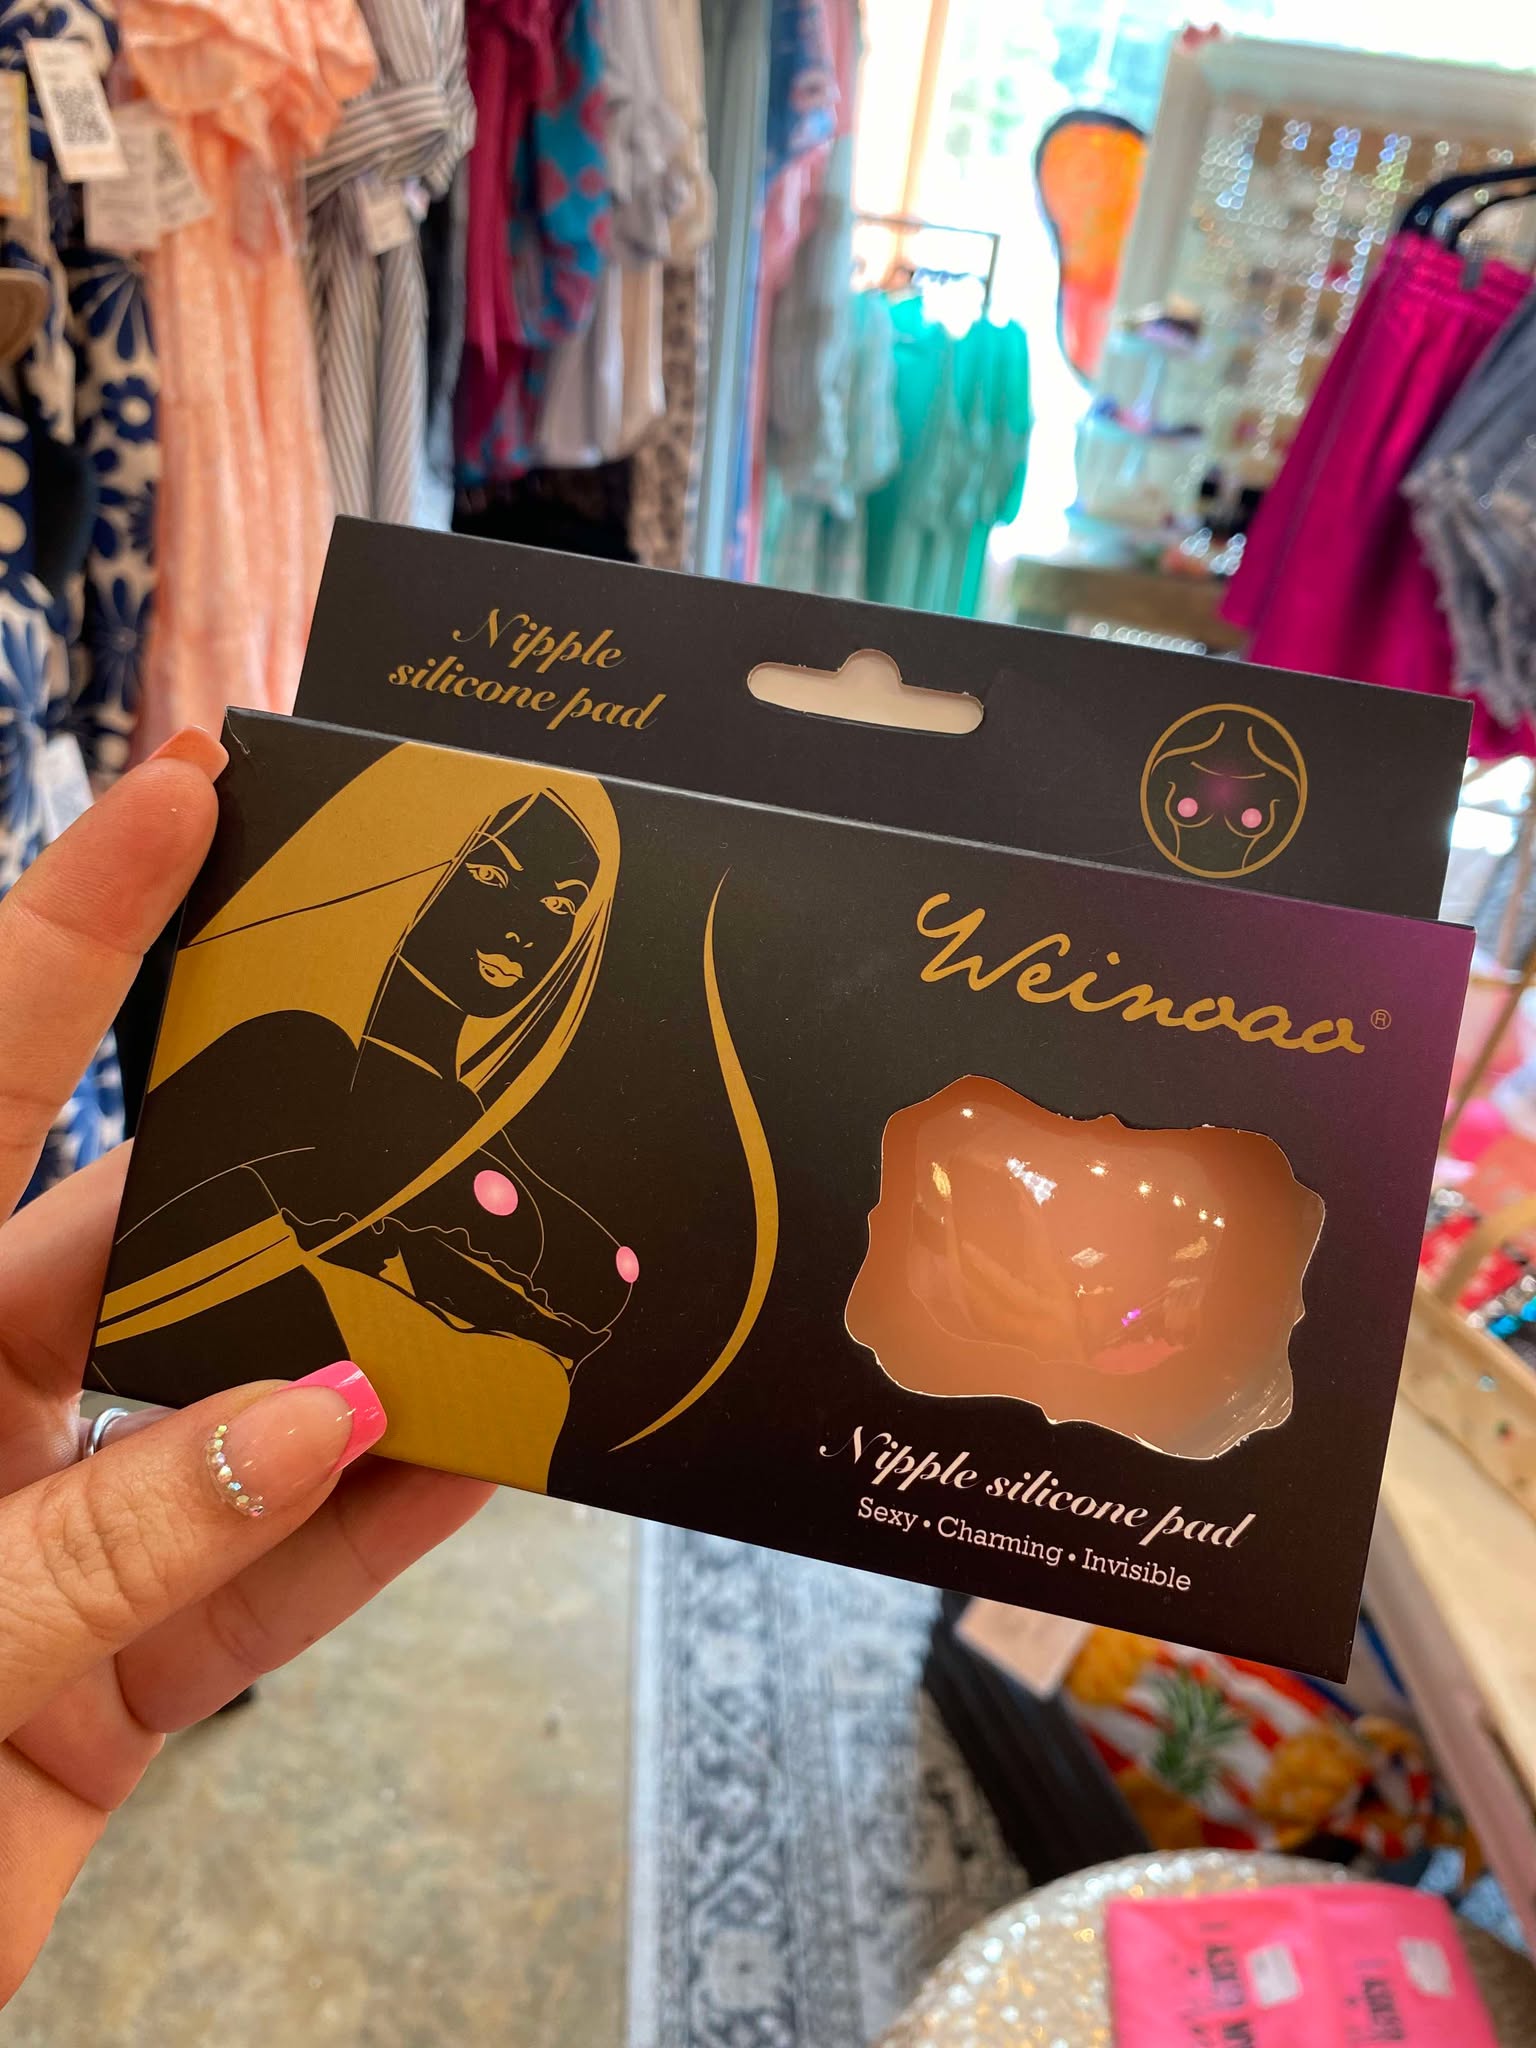 Nipple
silicone pad
Weinoao®
Nipple silicone pad
Sexy • Charming • Invisible